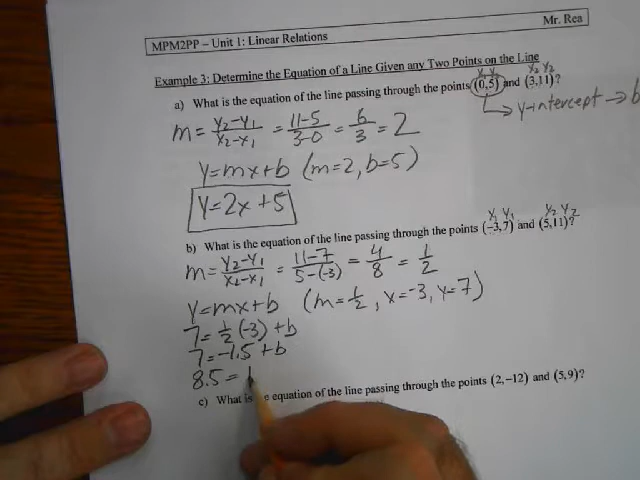 MPM2PP – Unit 1: Linear Relations Mr. Rea
Example 3: Determine the Equation of a Line Given any Two Points on the Line
x₁ y₁ x₂ y₂
a) What is the equation of the line passing through the points (0,5) and (3,11)?
↳ y-intercept → b
m = y₂-y₁/x₂-x₁ = 11-5/3-0 = 6/3 = 2
y=mx+b (m=2, b=5)
y=2x+5
x₁ y₁ x₂ y₂
b) What is the equation of the line passing through the points (-3,7) and (5,11)?
m = y₂-y₁/x₂-x₁ = 11-7/5-(-3) = 4/8 = 1/2
y=mx+b (m=1/2, x=-3, y=7)
7=1/2(-3)+b
7=-1.5+b
8.5=
c) What is equation of the line passing through the points (2,-12) and (5,9)?